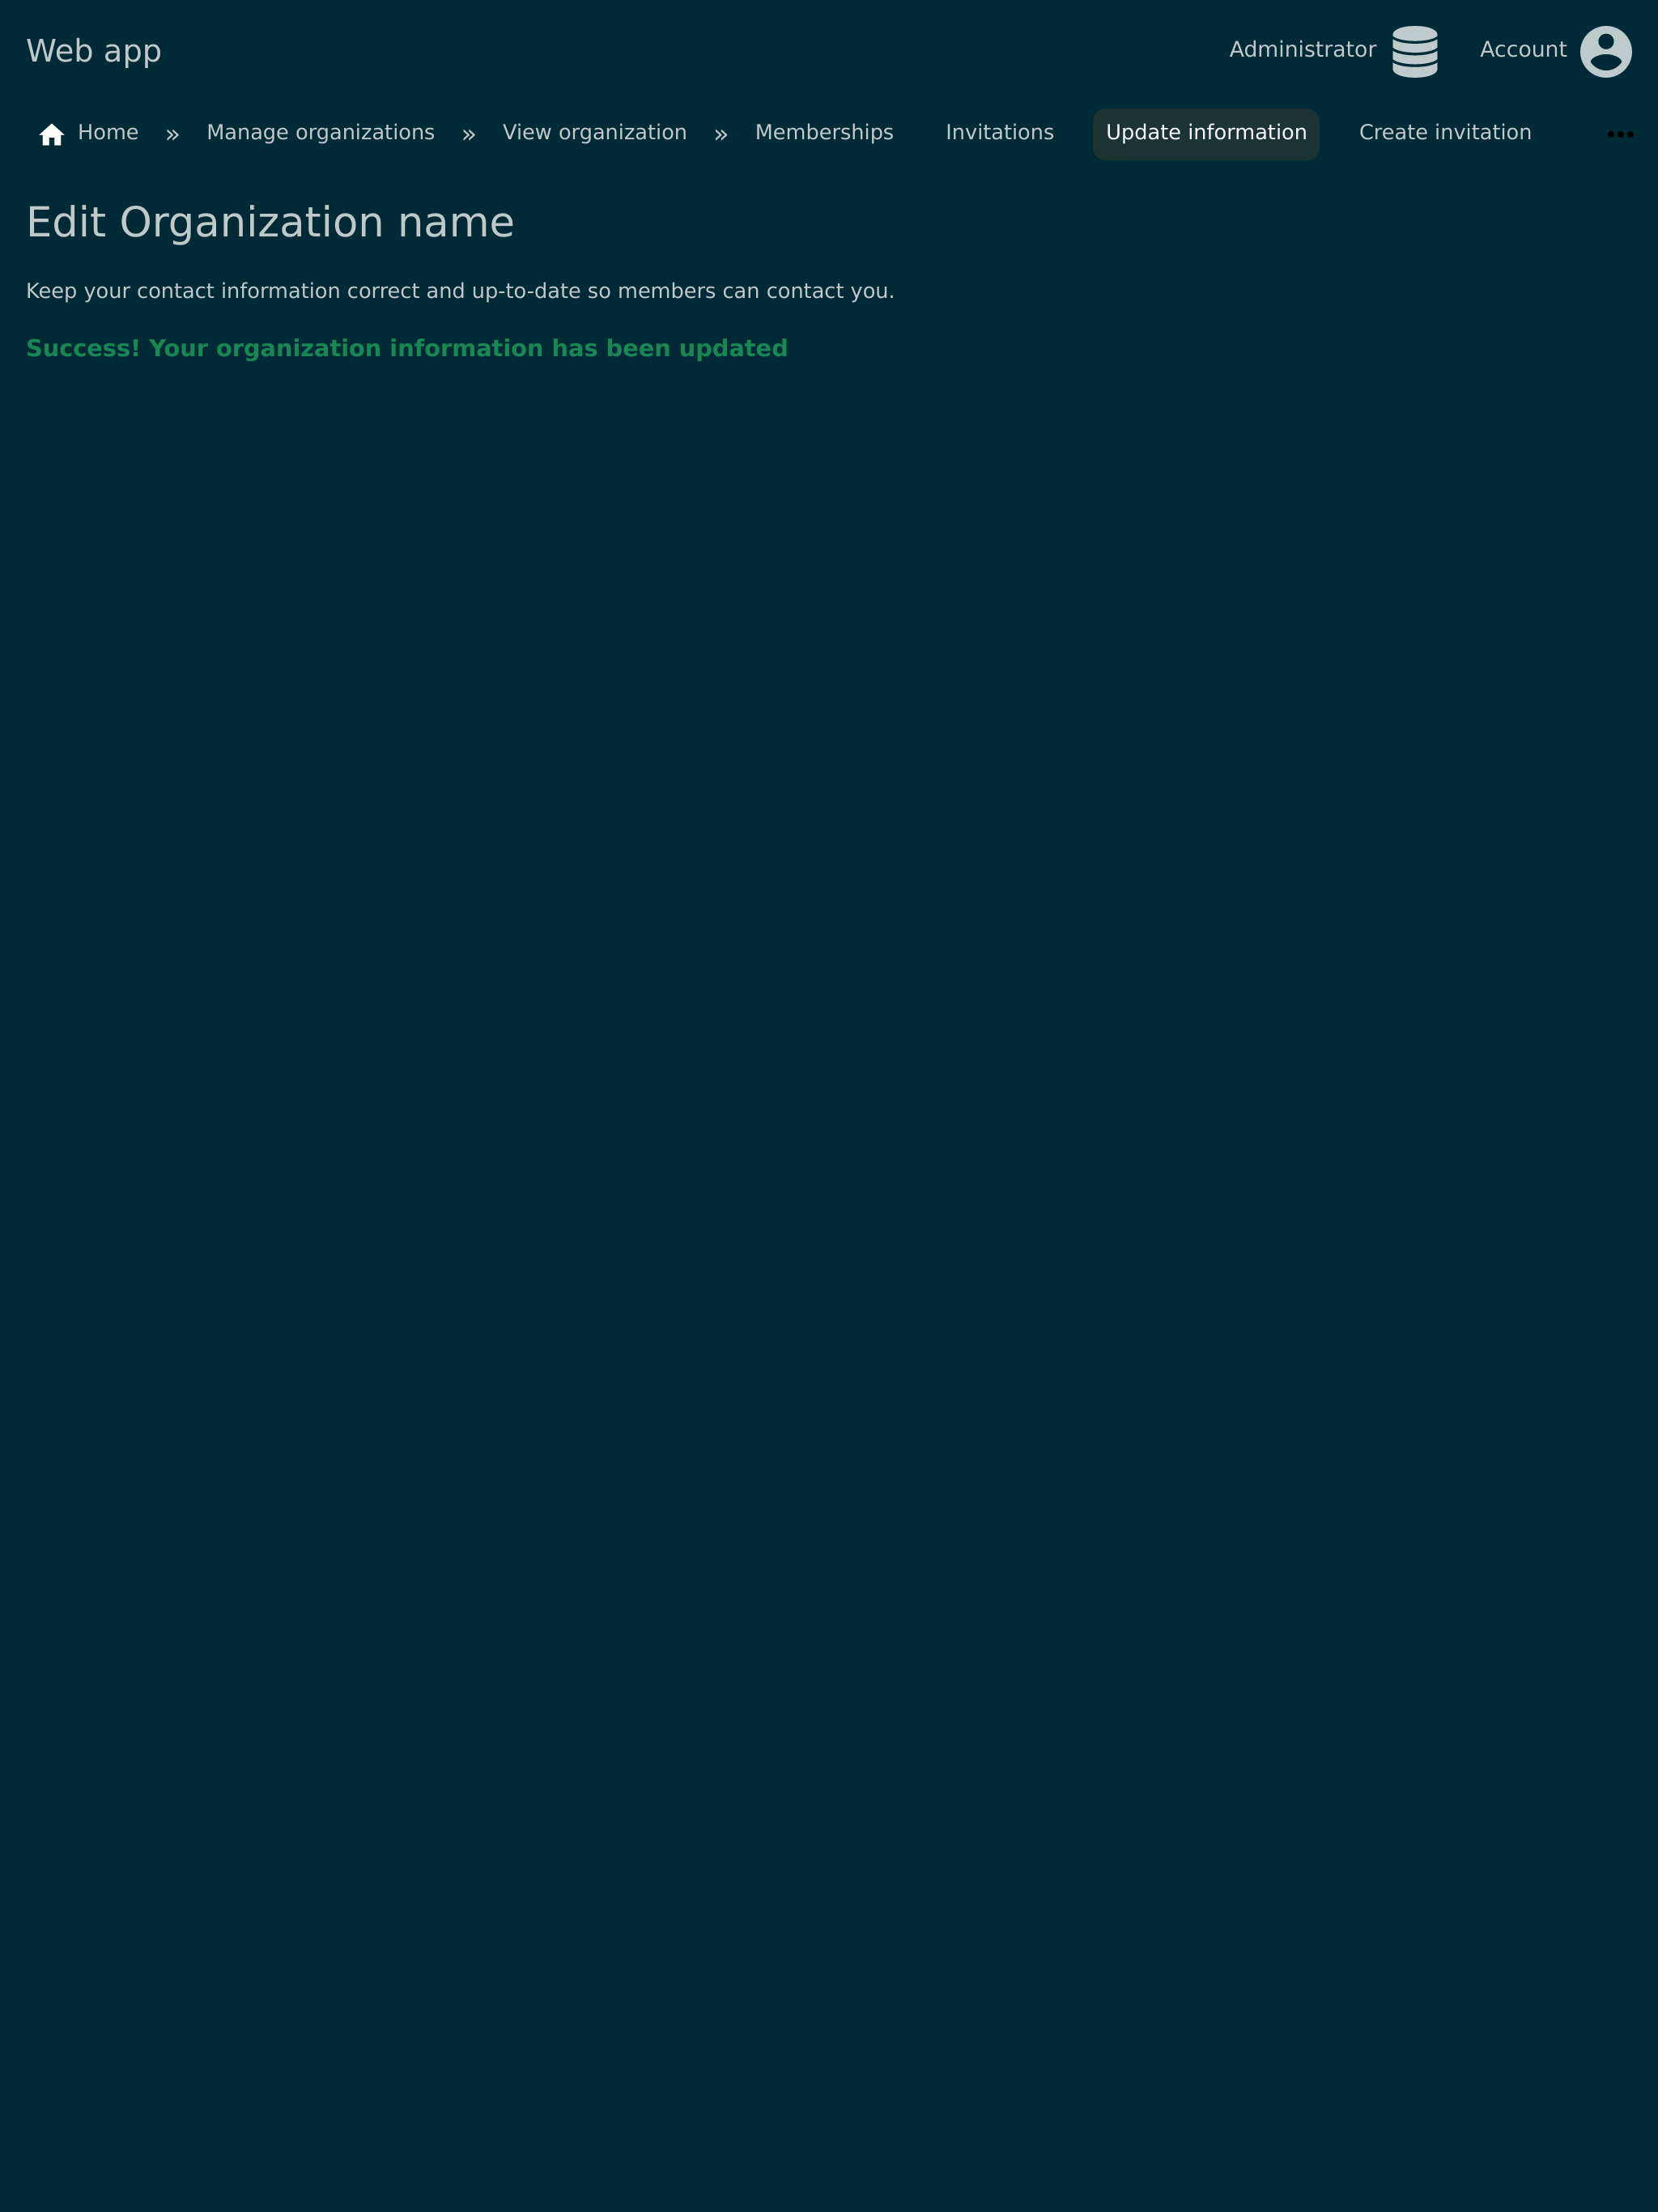 Web app
Administrator Account
Home » Manage organizations » View organization » Memberships Invitations Update information Create invitation
Edit Organization name
Keep your contact information correct and up-to-date so members can contact you.
Success! Your organization information has been updated